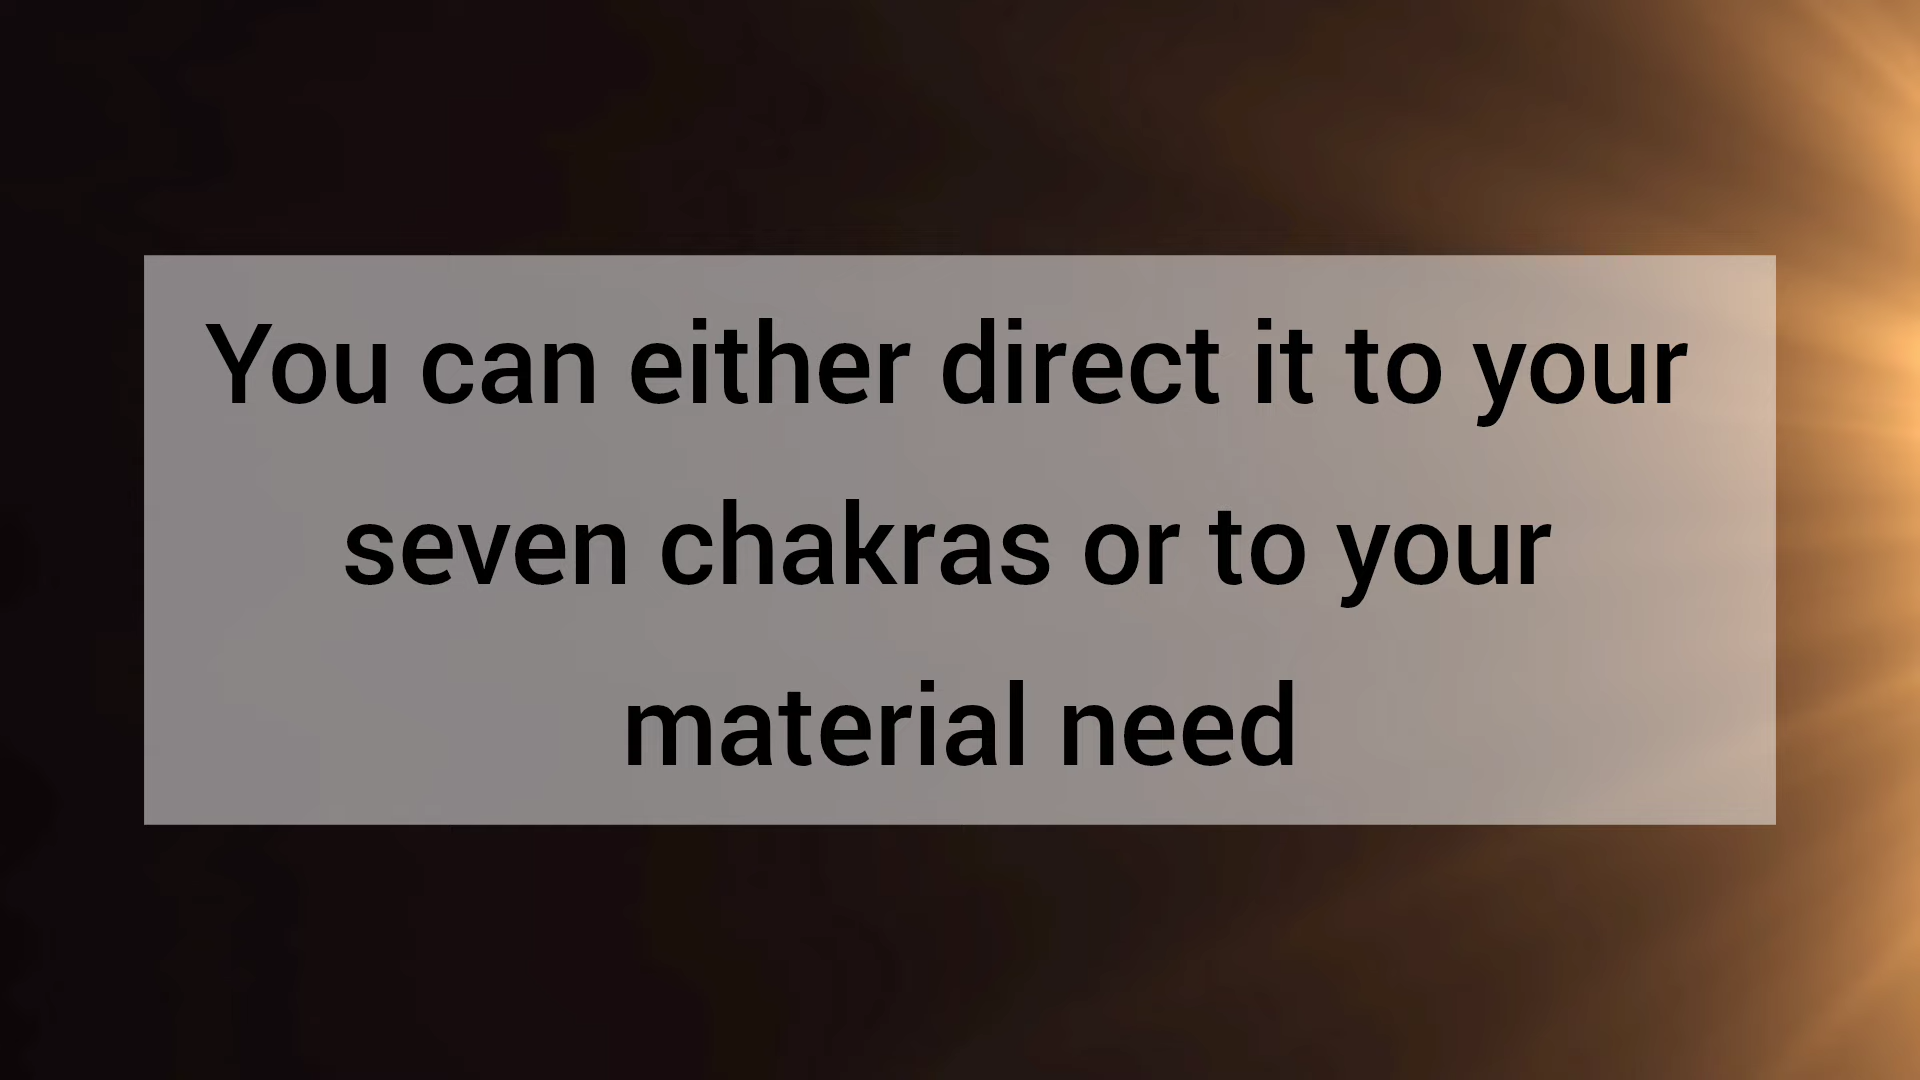 You can either direct it to your
seven chakras or to your
material need